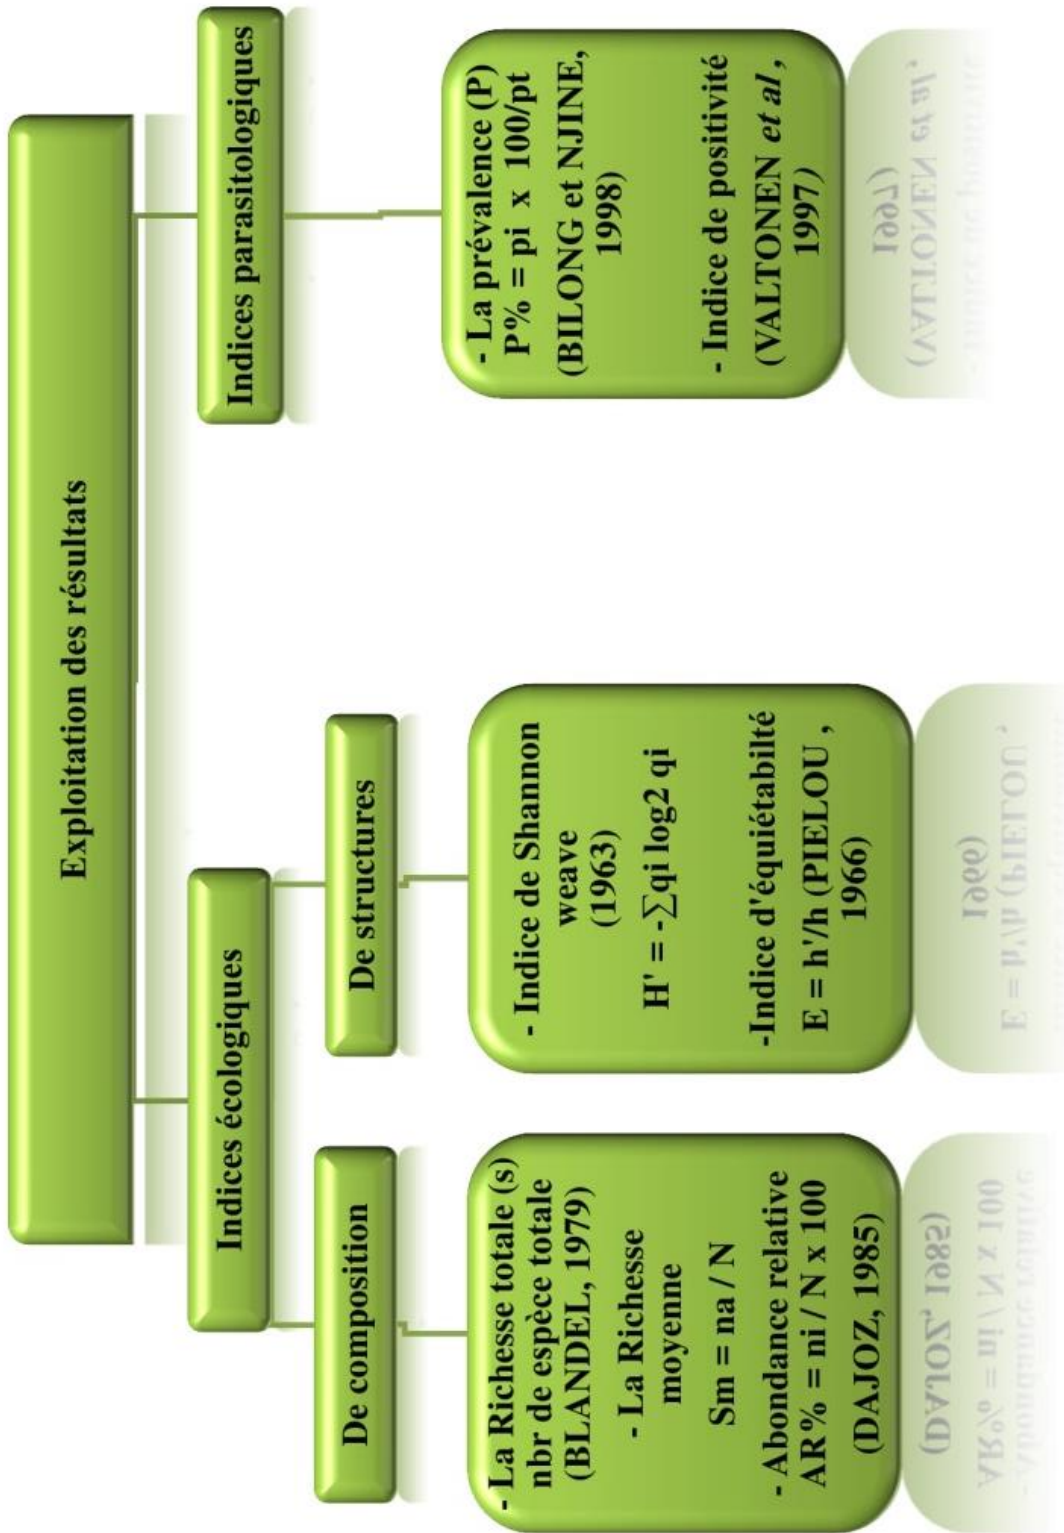 Exploitation des résultats
Indices écologiques
De composition
- La Richesse totale (s)
nbr de espèce totale
(BLANDEL, 1979)
- La Richesse
moyenne
Sm = na / N
- Abondance relative
AR% = ni / N x 100
(DAJOZ, 1985)
De structures
- Indice de Shannon
weave
(1963)
H' = -∑qi log2 qi
-Indice d'équiétabilté
E = h'/h (PIELOU ,
1966)
Indices parasitologiques
- La prévalence (P)
P% = pi x 100/pt
(BILONG et NJINE,
1998)
- Indice de positivité
(VALTONEN et al ,
1997)